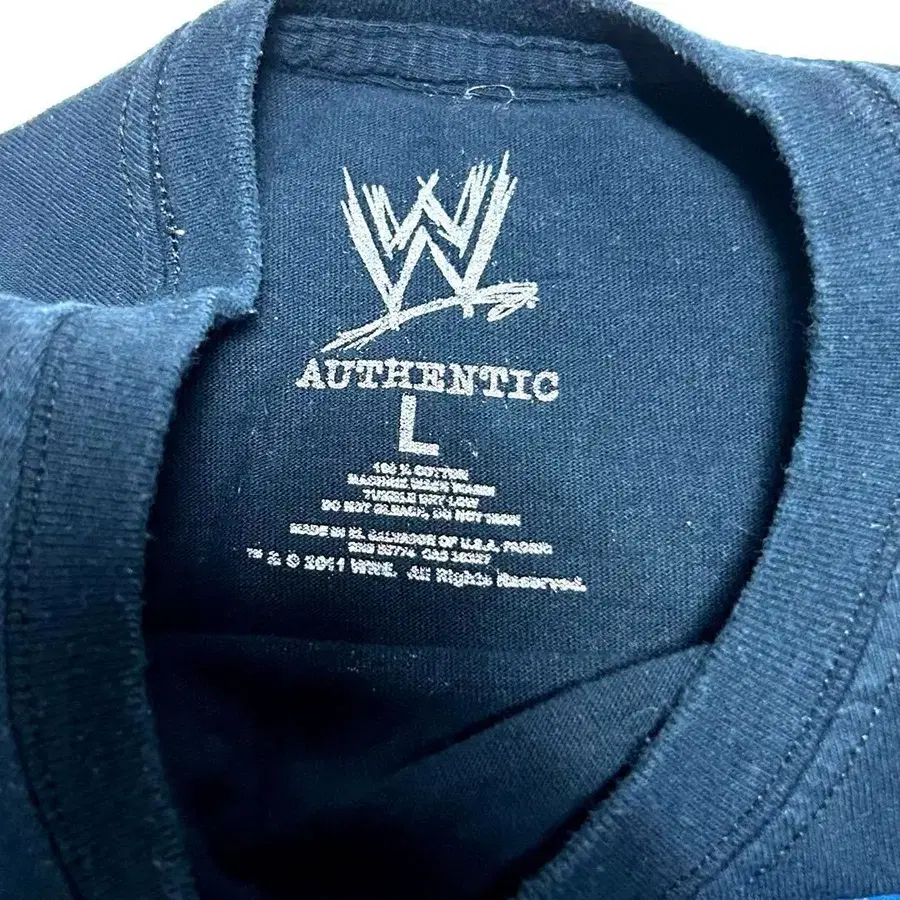 W
AUTHENTIC
L
100 % COTTON
MACHINE WASH WARM
TUMBLE DRY LOW
DO NOT BLEACH, DO NOT IRON
MADE IN EL SALVADOR OF U.S.A. FABRIC
™ & © 2011 WWE. All Rights Reserved.